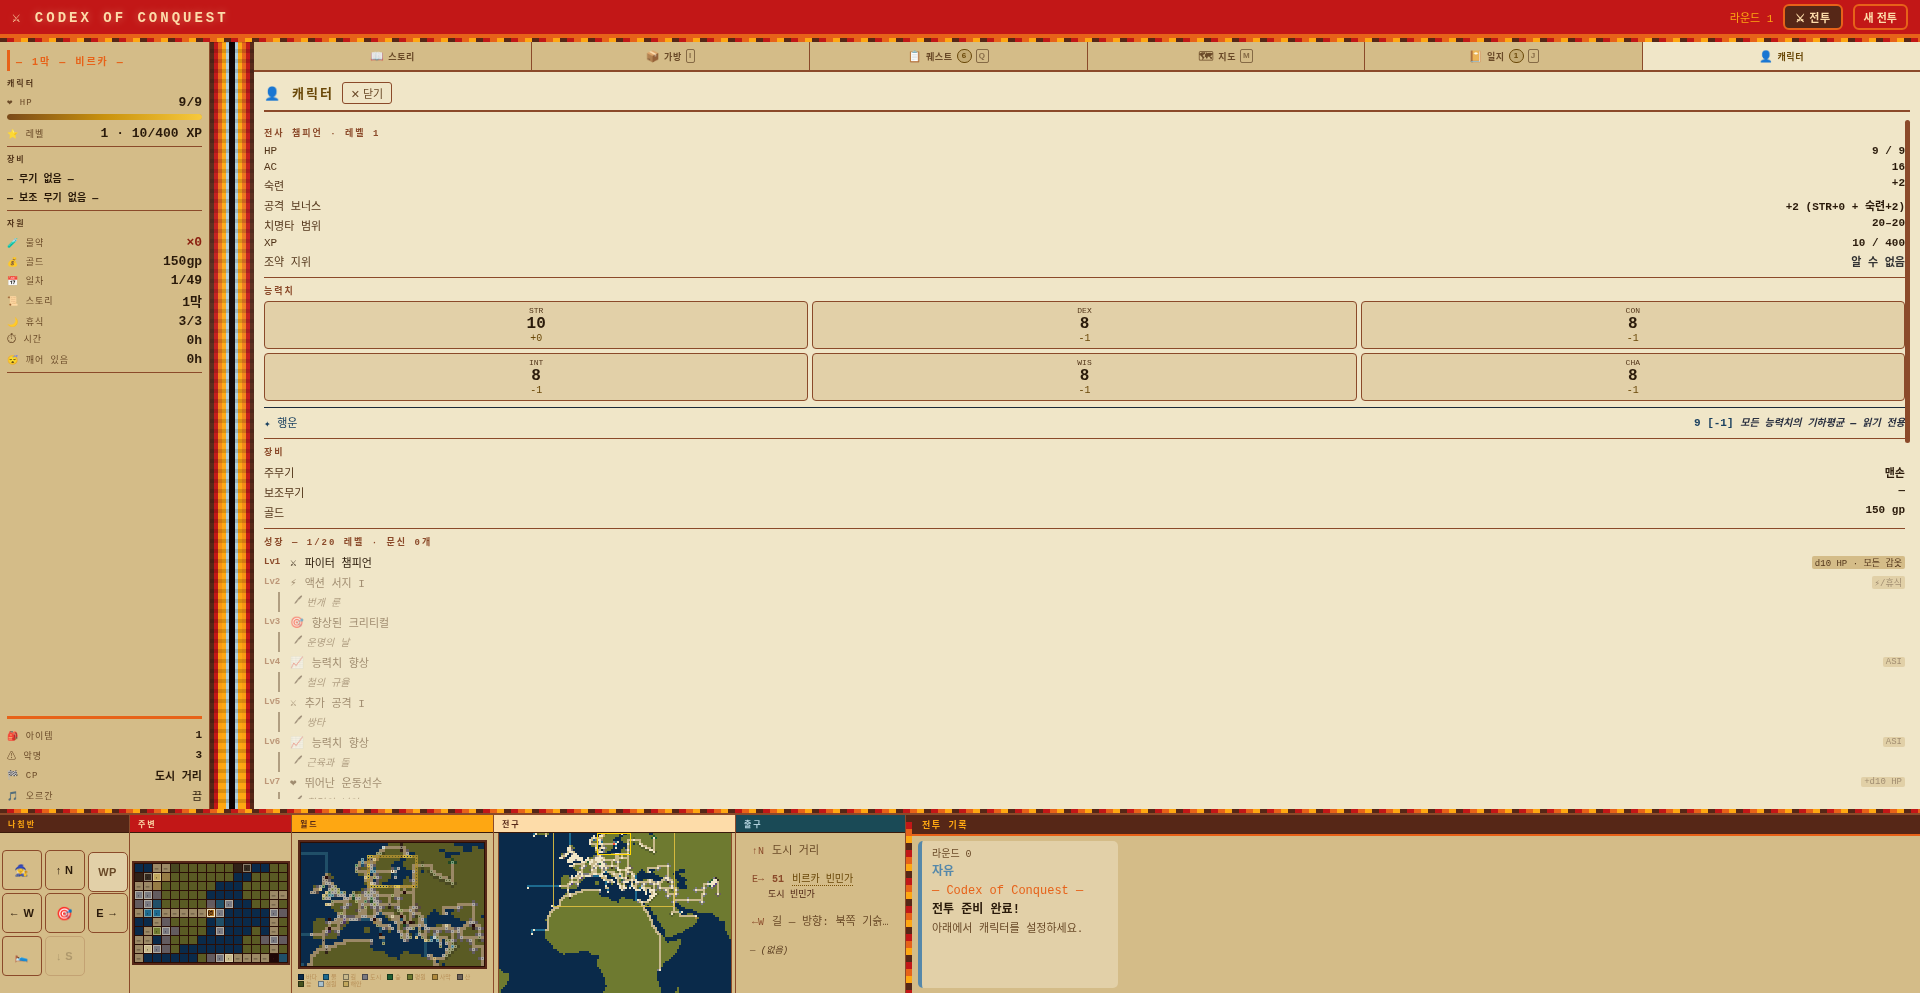 ⚔ CODEX OF CONQUEST
라운드 1
⚔ 전투
새 전투
— 1막 — 비르카 —
캐릭터
❤ HP 9/9
⭐ 레벨 1 · 10/400 XP
장비
— 무기 없음 —
— 보조 무기 없음 —
자원
🧪 물약 ×0
💰 골드 150gp
📅 일차 1/49
📜 스토리 1막
🌙 휴식 3/3
⏱ 시간 0h
😴 깨어 있음 0h
🎒 아이템 1
⚠ 악명 3
🏁 CP 도시 거리
🎵 오르간 끔
📖 스토리
📦 가방 I
📋 퀘스트 6 Q
🗺 지도 M
📔 일지 1 J
👤 캐릭터
👤 캐릭터
✕ 닫기
전사 챔피언 · 레벨 1
HP 9 / 9
AC 16
숙련 +2
공격 보너스 +2 (STR+0 + 숙련+2)
치명타 범위 20–20
XP 10 / 400
조약 지위 알 수 없음
능력치
STR
10
+0
DEX
8
-1
CON
8
-1
INT
8
-1
WIS
8
-1
CHA
8
-1
✦ 행운 9 [-1] 모든 능력치의 기하평균 — 읽기 전용
장비
주무기 맨손
보조무기 —
골드 150 gp
성장 — 1/20 레벨 · 문신 0개
Lv1 ⚔ 파이터 챔피언 d10 HP · 모든 갑옷
Lv2 ⚡ 액션 서지 I ⚡/휴식
번개 룬
Lv3 🎯 향상된 크리티컬
운명의 날
Lv4 📈 능력치 향상 ASI
철의 규율
Lv5 ⚔ 추가 공격 I
쌍타
Lv6 📈 능력치 향상 ASI
근육과 돌
Lv7 ❤ 뛰어난 운동선수 +d10 HP
나침반
↑ N
WP
← W
🎯
E →
↓ S
주변
월드
전구
출구
↑N 도시 거리
E→ 51 비르카 빈민가
도시 빈민가
←W 길 — 방향: 북쪽 기슭…
— (없음)
전투 기록
라운드 0
자유
— Codex of Conquest —
전투 준비 완료!
아래에서 캐릭터를 설정하세요.